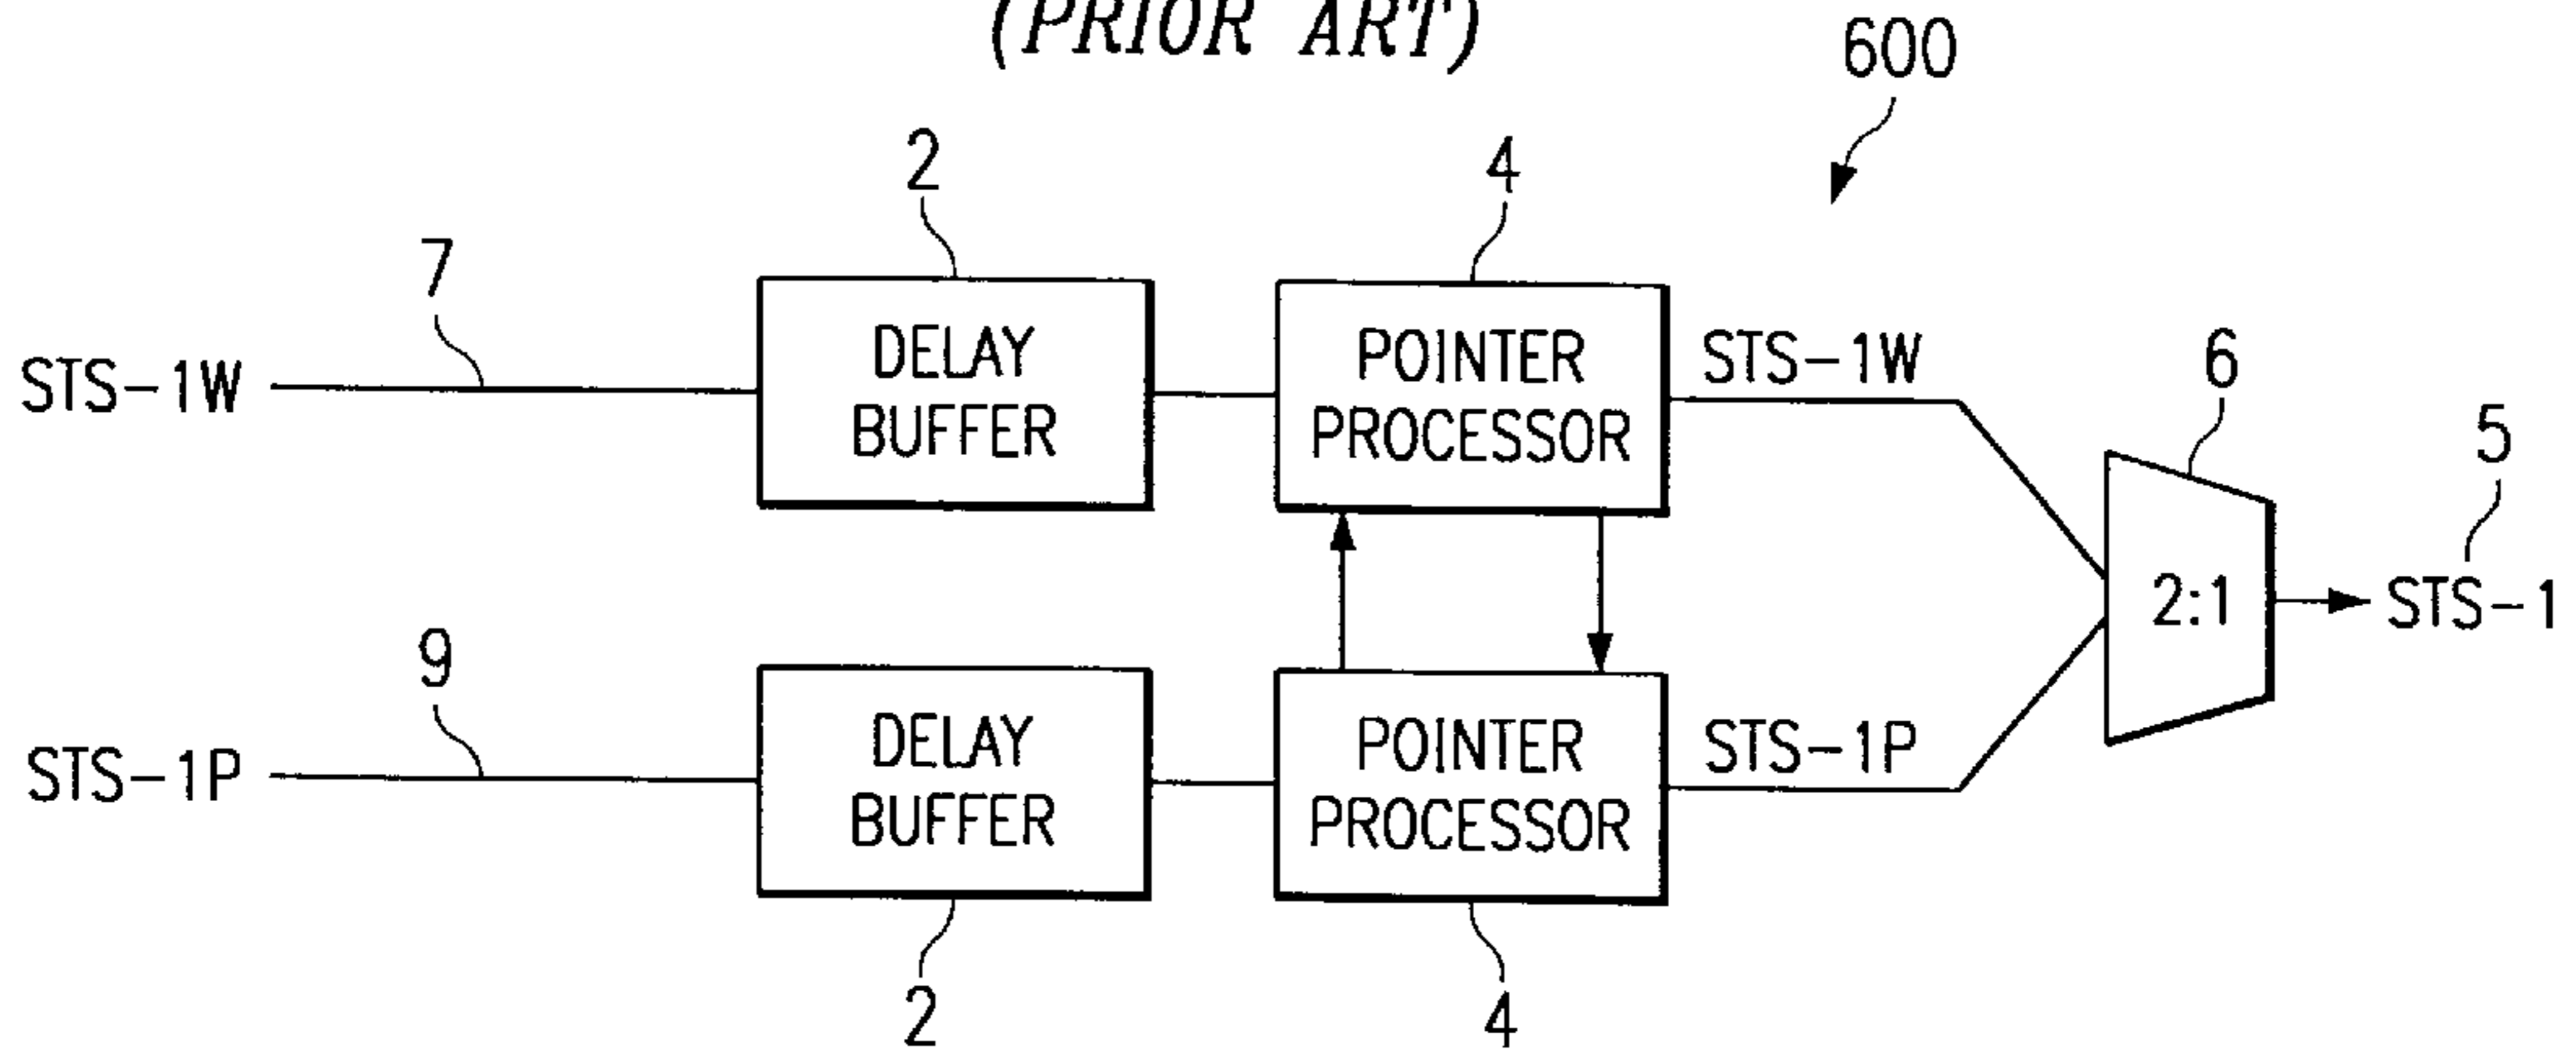 (PRIOR ART)
600
2
4
7
STS-1W
DELAY
BUFFER
POINTER
PROCESSOR
STS-1W
6
5
2:1
STS-1
9
STS-1P
DELAY
BUFFER
POINTER
PROCESSOR
STS-1P
2
4